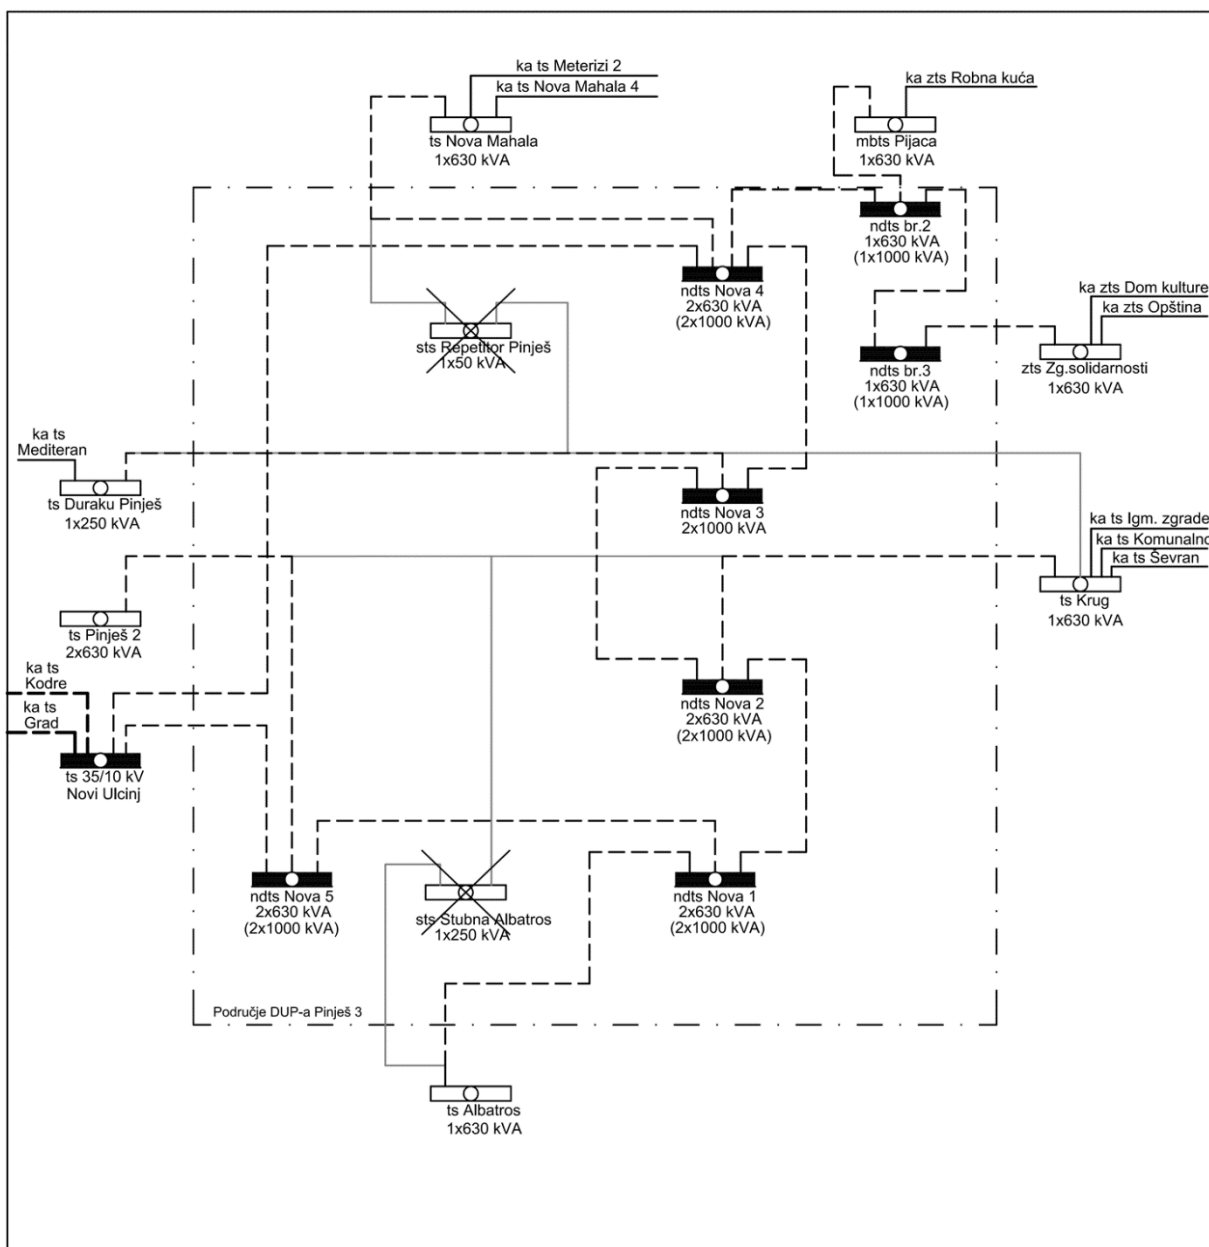 ka ts Meterizi 2
ka ts Nova Mahala 4
ts Nova Mahala
1x630 kVA
ka zts Robna kuća
mbts Pijaca
1x630 kVA
ndts br.2
1x630 kVA
(1x1000 kVA)
ndts Nova 4
2x630 kVA
(2x1000 kVA)
ka zts Dom kulture
ka zts Opština
sts Repetitor Pinješ
1x50 kVA
ndts br.3
1x630 kVA
(1x1000 kVA)
zts Zg.solidarnosti
1x630 kVA
ka ts
Mediteran
ts Duraku Pinješ
1x250 kVA
ndts Nova 3
2x1000 kVA
ka ts Igm. zgrade
ka ts Komunalno
ka ts Ševran
ts Krug
1x630 kVA
ts Pinješ 2
2x630 kVA
ka ts
Kodre
ka ts
Grad
ts 35/10 kV
Novi Ulcinj
ndts Nova 2
2x630 kVA
(2x1000 kVA)
ndts Nova 5
2x630 kVA
(2x1000 kVA)
sts Stubna Albatros
1x250 kVA
ndts Nova 1
2x630 kVA
(2x1000 kVA)
Područje DUP-a Pinješ 3
ts Albatros
1x630 kVA